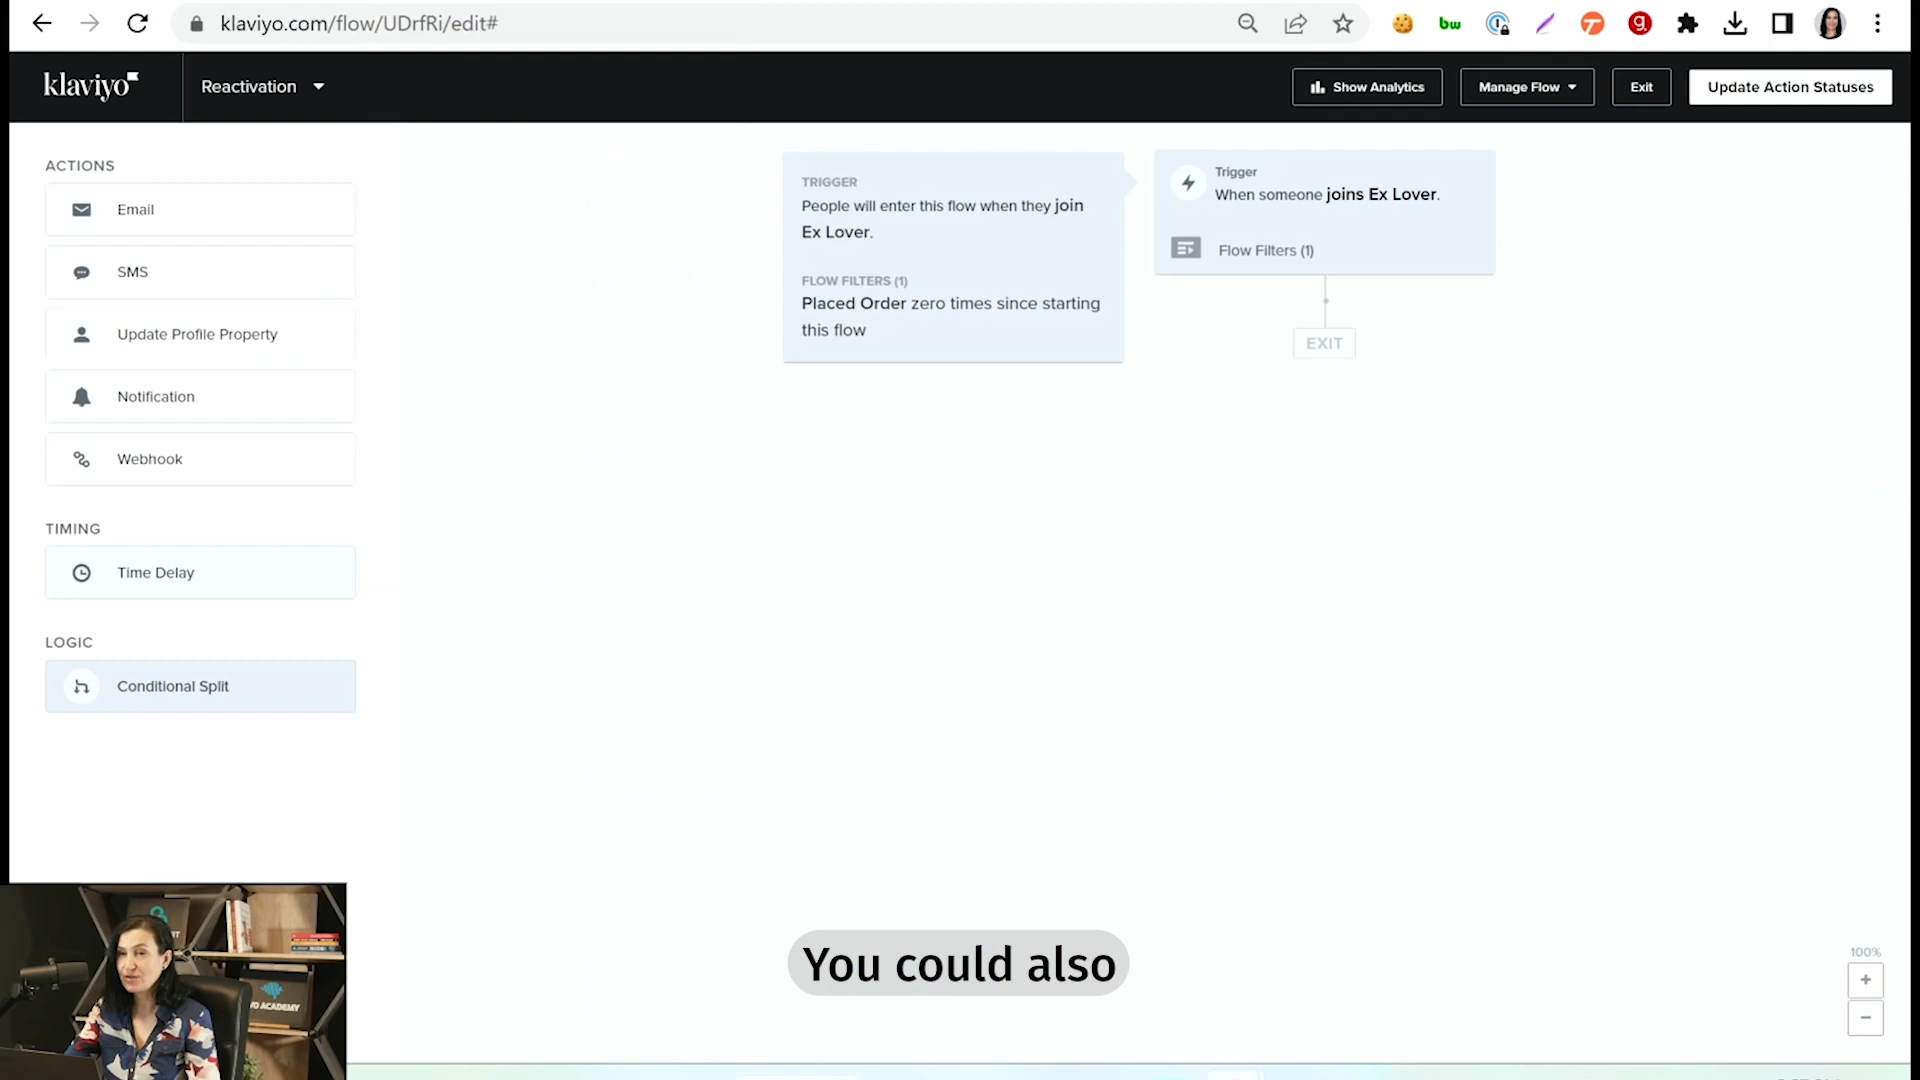 klaviyo.com/flow/UDrfRi/edit#
bw
g.
klaviyo
Reactivation
Show Analytics
Manage Flow
Exit
Update Action Statuses
ACTIONS
Email
SMS
Update Profile Property
Notification
Webhook
TIMING
Time Delay
LOGIC
Conditional Split
TRIGGER
People will enter this flow when they join
Ex Lover.
FLOW FILTERS (1)
Placed Order zero times since starting
this flow
Trigger
When someone joins Ex Lover.
Flow Filters (1)
EXIT
ACADEMY
You could also
100%
+
−